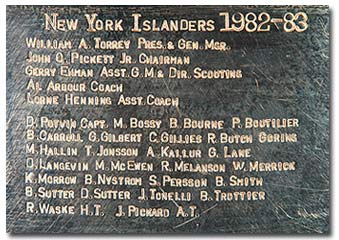 New York Islanders 1982-83
William A. Torrey Pres. & Gen. Mgr.
John O. Pickett Jr. Chairman
Gerry Ehman Asst. G.M. & Dir. Scouting
Al Arbour Coach
Lorne Henning Asst. Coach
D. Potvin Capt. M. Bossy B. Bourne P. Boutilier
B. Carroll G. Gilbert C. Gillies R. Butch Goring
M. Hallin T. Jonsson A. Kallur G. Lane
D. Langevin M. McEwen R. Melanson W. Merrick
K. Morrow B. Nystrom S. Persson B. Smith
B. Sutter D. Sutter J. Tonelli B. Trottier
R. Waske H.T. J. Pickard A.T.